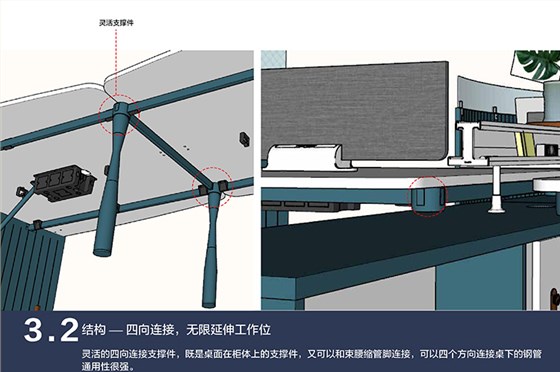 灵活支撑件
3.2 结构 — 四向连接，无限延伸工作位
灵活的四向连接支撑件，既是桌面在柜体上的支撑件，又可以和束腰缩管脚连接，可以四个方向连接桌下的钢管
通用性很强。